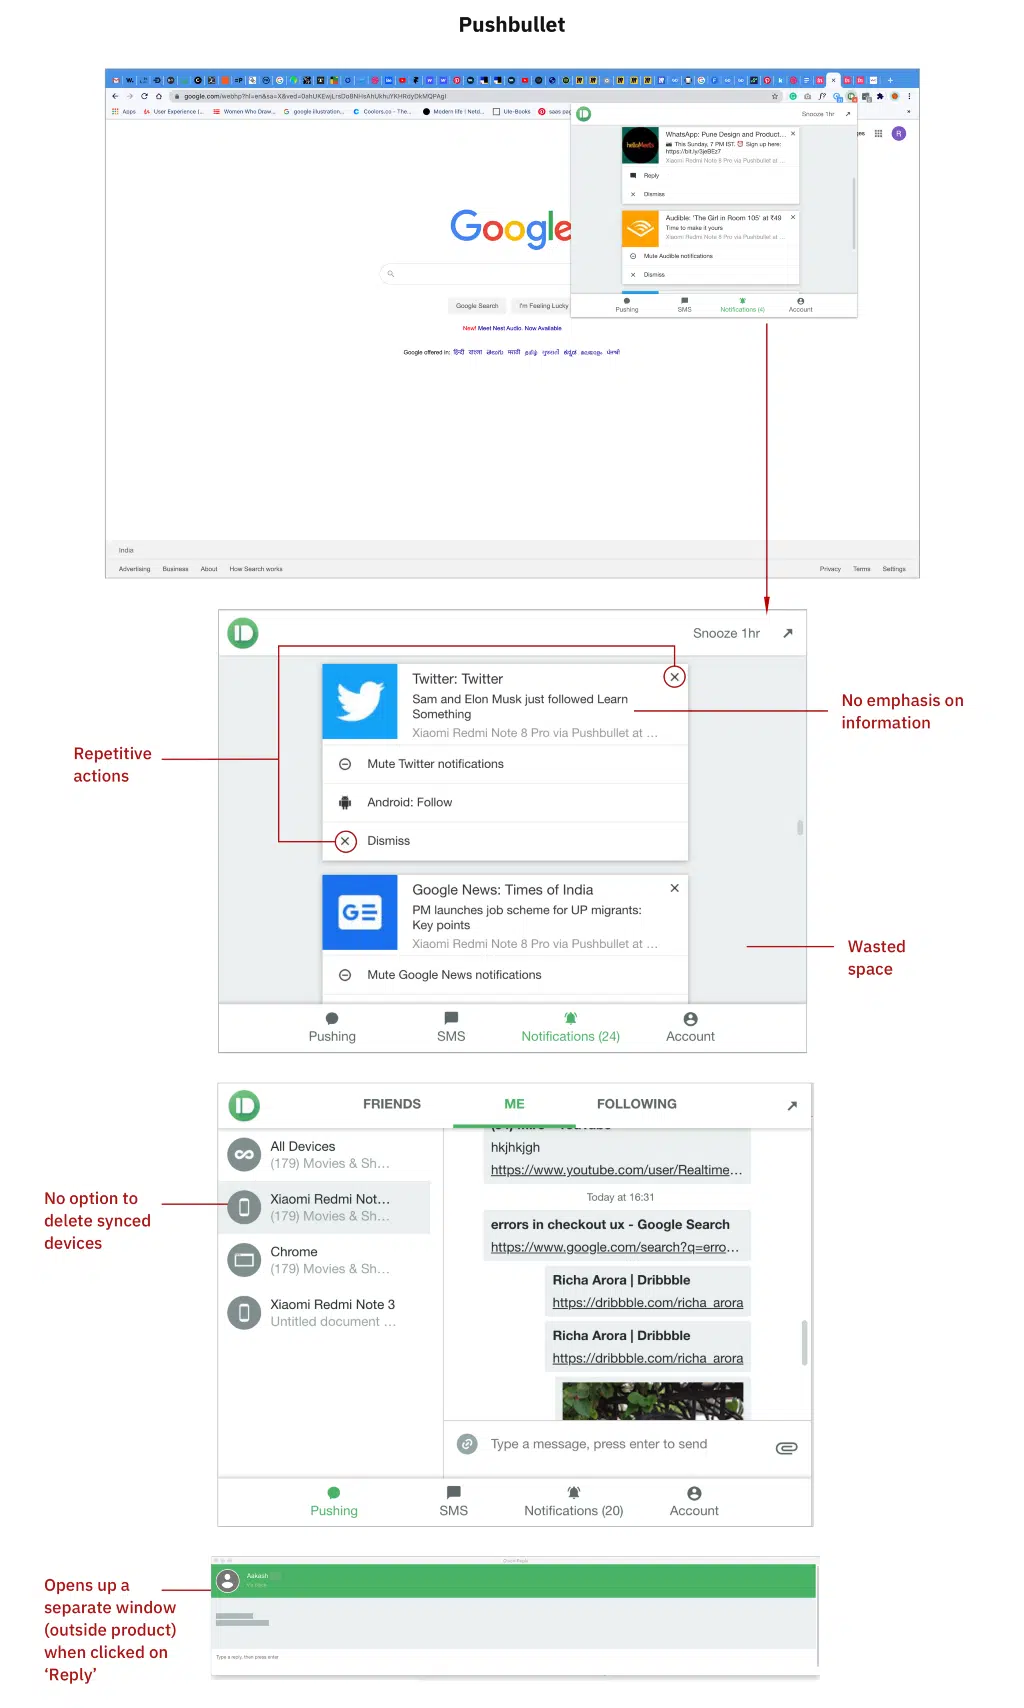 Pushbullet
google.com/webhp?hl=en&sa=X&ved=0ahUKEwjLrsDo8NHsAhUkhuYKHRdyDkMQPAgI
Apps
User Experience (...
Women Who Draw...
google illustration...
Coolors.co - The...
Modern life | Netd...
Ule-Books
saas pag
Snooze 1hr
WhatsApp: Pune Design and Product...
This Sunday, 7 PM IST. Sign up here:
https://bit.ly/3jeBEz7
Xiaomi Redmi Note 8 Pro via Pushbullet at ...
helloMeets
Reply
Dismiss
Audible: 'The Girl in Room 105' at ₹49
Time to make it yours
Xiaomi Redmi Note 8 Pro via Pushbullet at ...
Mute Audible notifications
Dismiss
Pushing
SMS
Notifications (4)
Account
R
Google
Google Search
I'm Feeling Lucky
New! Meet Nest Audio. Now Available
Google offered in: हिन्दी বাংলা తెలుగు मराठी தமிழ் ગુજરાતી ಕನ್ನಡ മലയാളം ਪੰਜਾਬੀ
India
Advertising
Business
About
How Search works
Privacy
Terms
Settings
Snooze 1hr
Twitter: Twitter
Sam and Elon Musk just followed Learn
Something
Xiaomi Redmi Note 8 Pro via Pushbullet at ...
No emphasis on
information
Repetitive
actions
Mute Twitter notifications
Android: Follow
Dismiss
Google News: Times of India
PM launches job scheme for UP migrants:
Key points
Xiaomi Redmi Note 8 Pro via Pushbullet at ...
Wasted
space
Mute Google News notifications
Pushing
SMS
Notifications (24)
Account
FRIENDS
ME
FOLLOWING
All Devices
(179) Movies & Sh...
Xiaomi Redmi Not...
(179) Movies & Sh...
Chrome
(179) Movies & Sh...
Xiaomi Redmi Note 3
Untitled document ...
No option to
delete synced
devices
hkjhkjgh
https://www.youtube.com/user/Realtime...
Today at 16:31
errors in checkout ux - Google Search
https://www.google.com/search?q=erro...
Richa Arora | Dribbble
https://dribbble.com/richa_arora
Richa Arora | Dribbble
https://dribbble.com/richa_arora
Type a message, press enter to send
Pushing
SMS
Notifications (20)
Account
Opens up a
separate window
(outside product)
when clicked on
‘Reply’
Aakash
Type a reply, then press enter